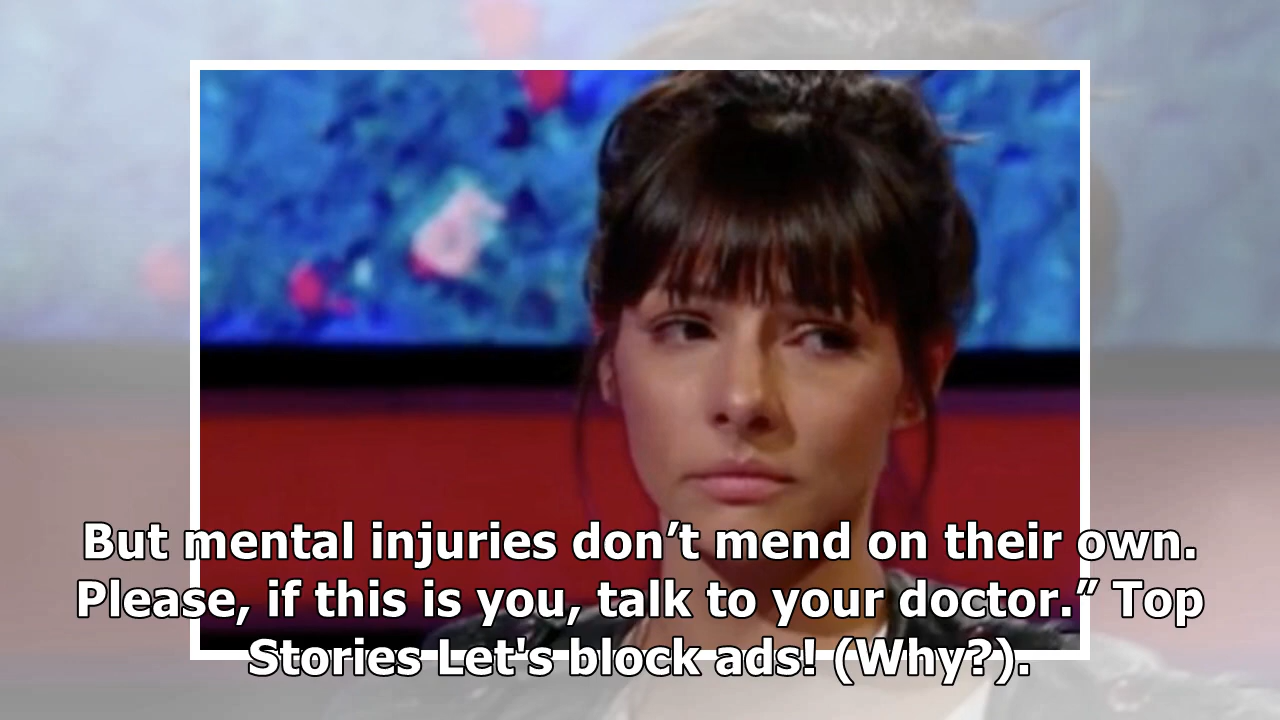 But mental injuries don’t mend on their own.
Please, if this is you, talk to your doctor.” Top
Stories Let's block ads! (Why?).